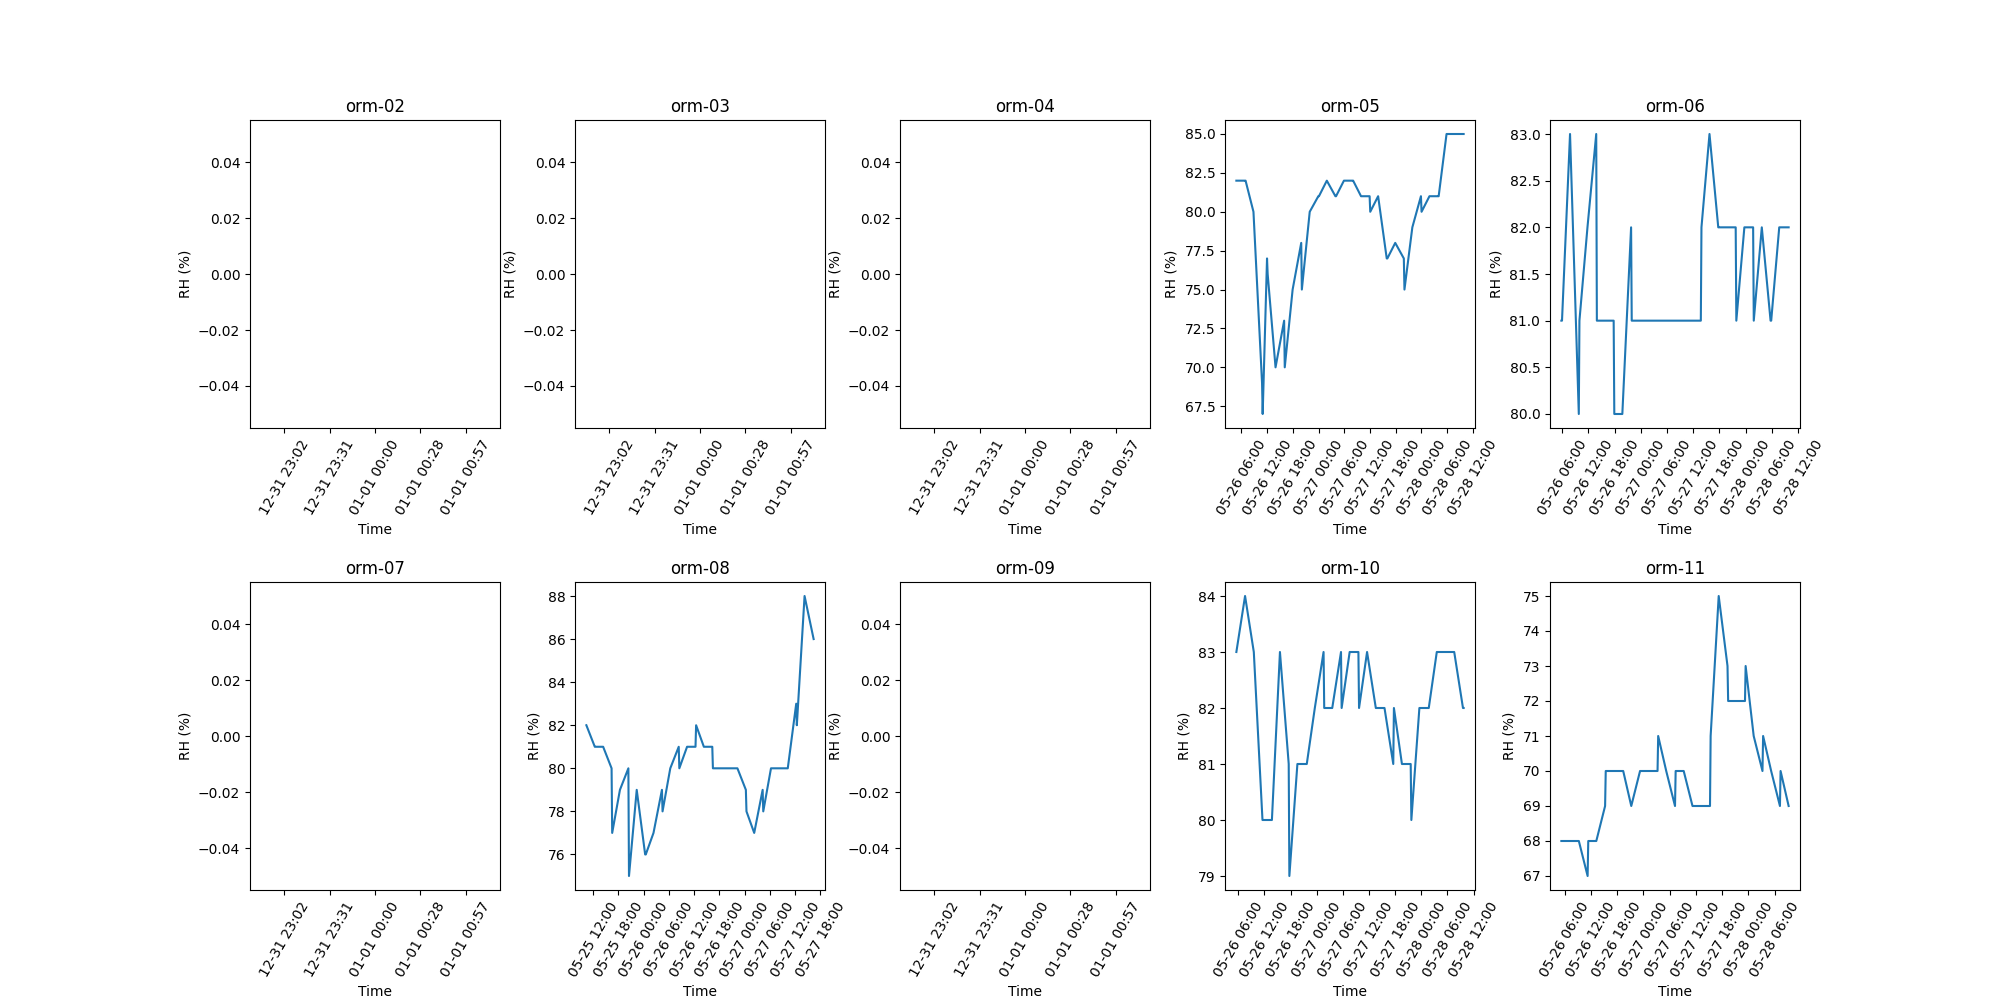 orm-02 orm-03 orm-04 orm-05 orm-06
0.04 0.02 0.00 −0.02 −0.04
RH (%)
12-31 23:02 12-31 23:31 01-01 00:00 01-01 00:28 01-01 00:57
Time
0.04 0.02 0.00 −0.02 −0.04
RH (%)
12-31 23:02 12-31 23:31 01-01 00:00 01-01 00:28 01-01 00:57
Time
0.04 0.02 0.00 −0.02 −0.04
RH (%)
12-31 23:02 12-31 23:31 01-01 00:00 01-01 00:28 01-01 00:57
Time
85.0 82.5 80.0 77.5 75.0 72.5 70.0 67.5
RH (%)
05-26 06:00 05-26 12:00 05-26 18:00 05-27 00:00 05-27 06:00 05-27 12:00 05-27 18:00 05-28 00:00 05-28 06:00 05-28 12:00
Time
83.0 82.5 82.0 81.5 81.0 80.5 80.0
RH (%)
05-26 06:00 05-26 12:00 05-26 18:00 05-27 00:00 05-27 06:00 05-27 12:00 05-27 18:00 05-28 00:00 05-28 06:00 05-28 12:00
Time
orm-07 orm-08 orm-09 orm-10 orm-11
0.04 0.02 0.00 −0.02 −0.04
RH (%)
12-31 23:02 12-31 23:31 01-01 00:00 01-01 00:28 01-01 00:57
Time
88 86 84 82 80 78 76
RH (%)
05-25 12:00 05-25 18:00 05-26 00:00 05-26 06:00 05-26 12:00 05-26 18:00 05-27 00:00 05-27 06:00 05-27 12:00 05-27 18:00
Time
0.04 0.02 0.00 −0.02 −0.04
RH (%)
12-31 23:02 12-31 23:31 01-01 00:00 01-01 00:28 01-01 00:57
Time
84 83 82 81 80 79
RH (%)
05-26 06:00 05-26 12:00 05-26 18:00 05-27 00:00 05-27 06:00 05-27 12:00 05-27 18:00 05-28 00:00 05-28 06:00 05-28 12:00
Time
75 74 73 72 71 70 69 68 67
RH (%)
05-26 06:00 05-26 12:00 05-26 18:00 05-27 00:00 05-27 06:00 05-27 12:00 05-27 18:00 05-28 00:00 05-28 06:00
Time